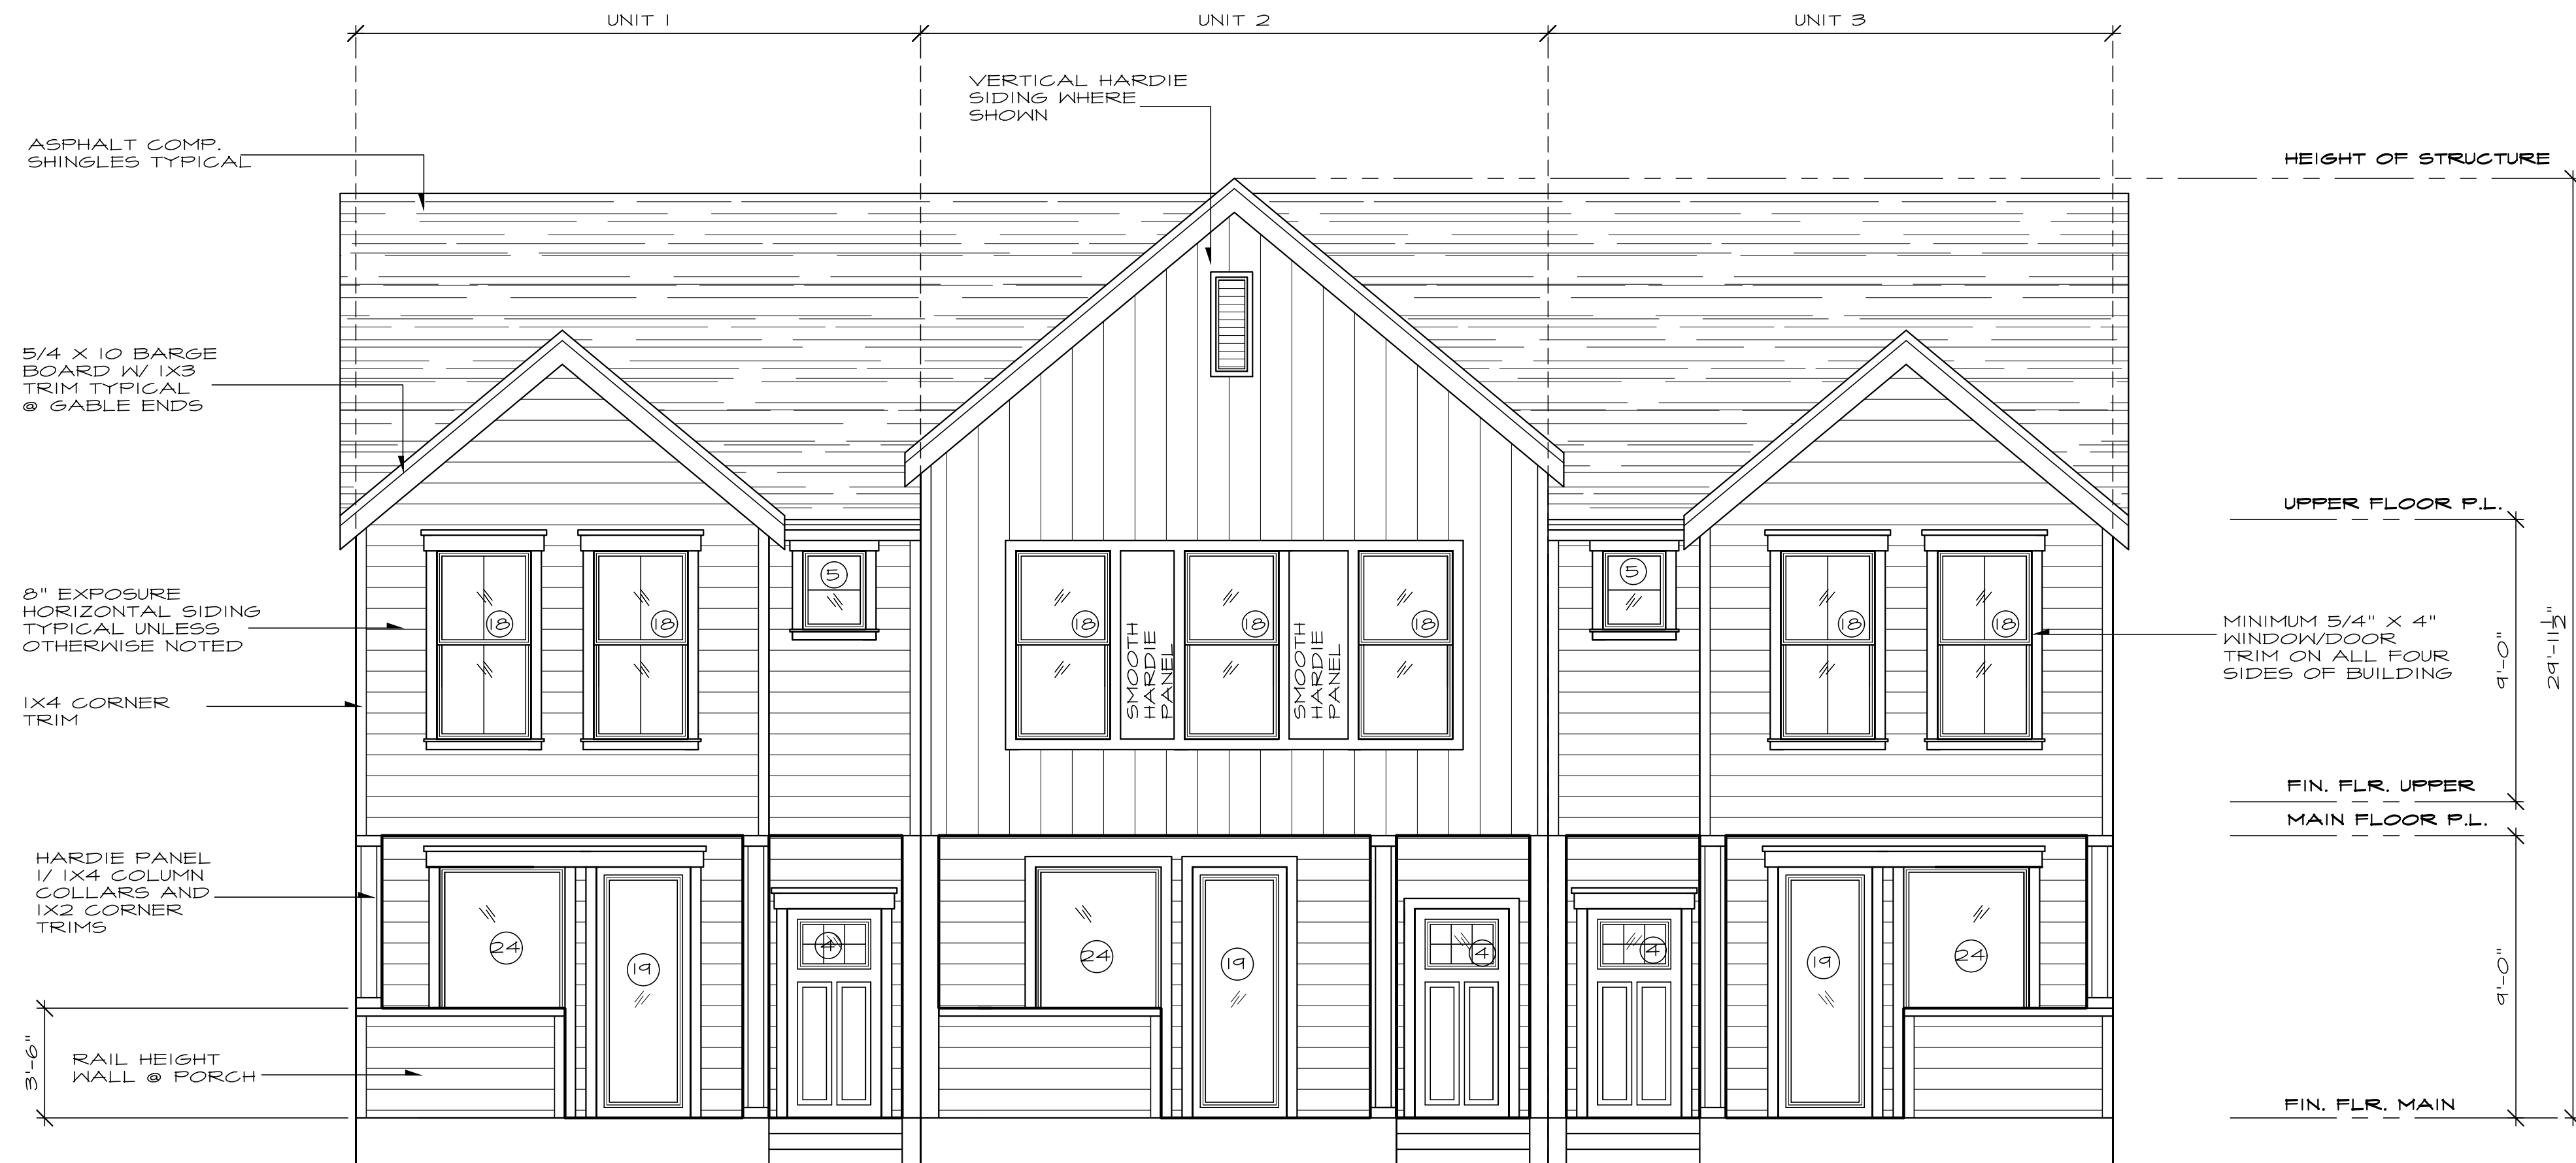 UNIT 1
UNIT 2
UNIT 3
VERTICAL HARDIE
SIDING WHERE
SHOWN
ASPHALT COMP.
SHINGLES TYPICAL
HEIGHT OF STRUCTURE
5/4 X 10 BARGE
BOARD W/ 1X3
TRIM TYPICAL
@ GABLE ENDS
UPPER FLOOR P.L.
8" EXPOSURE
HORIZONTAL SIDING
TYPICAL UNLESS
OTHERWISE NOTED
18
18
5
18
SMOOTH
HARDIE
PANEL
18
SMOOTH
HARDIE
PANEL
18
5
18
18
MINIMUM 5/4" X 4"
WINDOW/DOOR
TRIM ON ALL FOUR
SIDES OF BUILDING
9'-0"
29'-11 1/2"
1X4 CORNER
TRIM
FIN. FLR. UPPER
MAIN FLOOR P.L.
HARDIE PANEL
1/ 1X4 COLUMN
COLLARS AND
1X2 CORNER
TRIMS
24
19
4
24
19
4
4
19
24
9'-0"
3'-6"
RAIL HEIGHT
WALL @ PORCH
FIN. FLR. MAIN